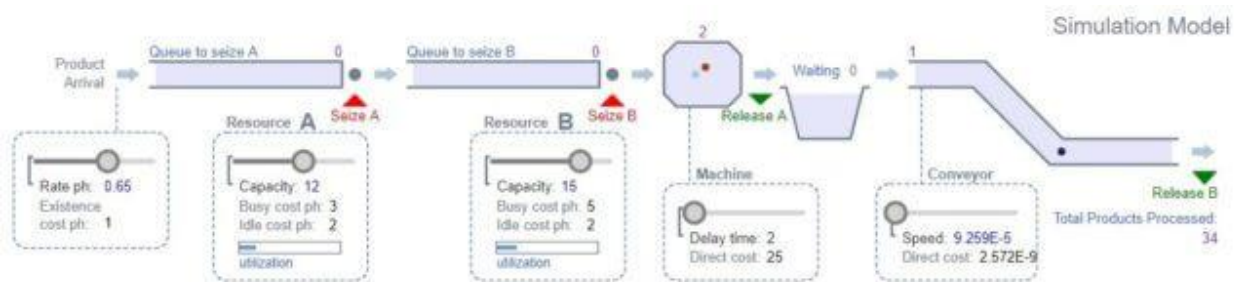 Simulation Model
Product
Arrival
Queue to seize A 0
Seize A
Queue to seize B 0
Seize B
2
Release A
Waiting 0
1
Release B
Total Products Processed:
34
Rate ph: 0.65
Existence
cost ph: 1
Resource A
Capacity: 12
Busy cost ph: 3
Idle cost ph: 2
utilization
Resource B
Capacity: 15
Busy cost ph: 5
Idle cost ph: 2
utilization
Machine
Delay time: 2
Direct cost: 25
Conveyor
Speed: 9.259E-5
Direct cost: 2.572E-9